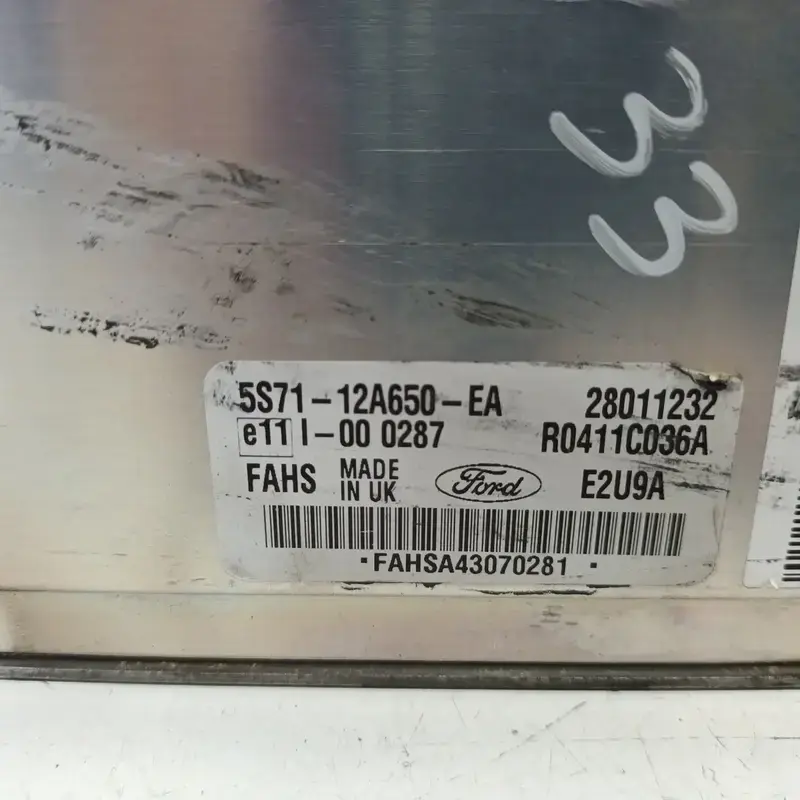 33
5S71-12A650-EA 28011232
e11 I-00 0287 R0411C036A
FAHS MADE IN UK Ford E2U9A
·FAHSA43070281·